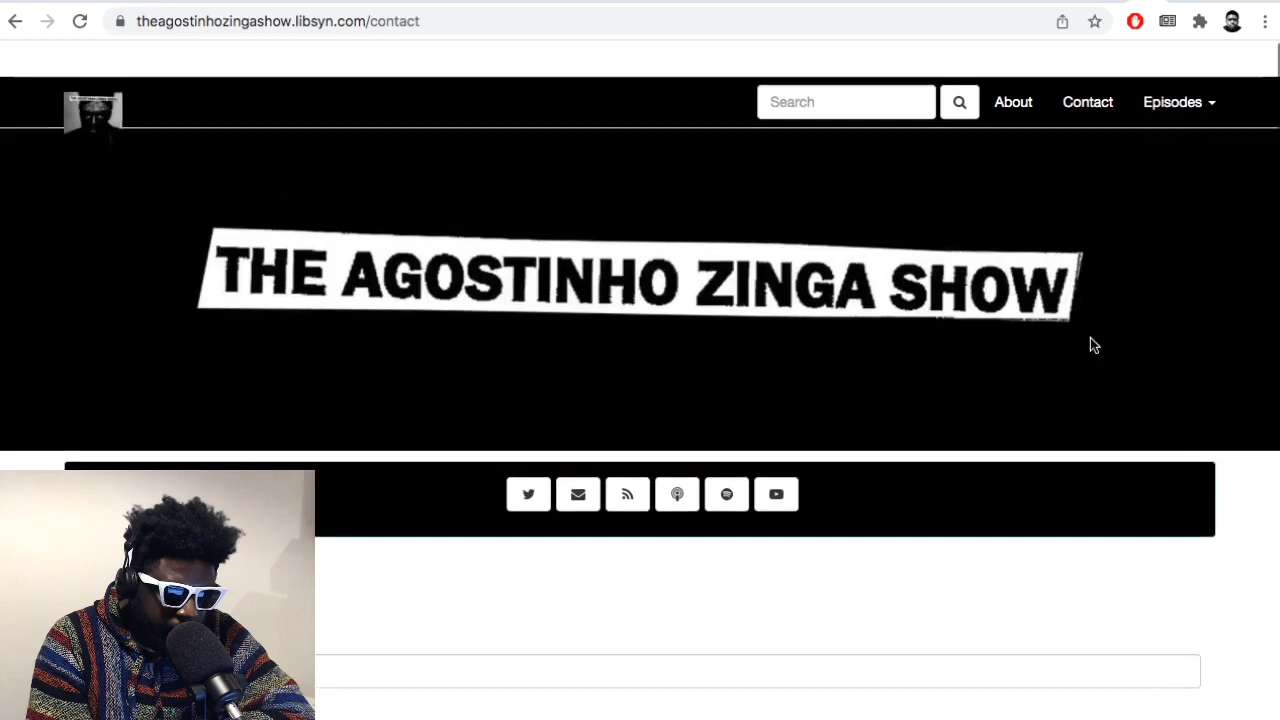 theagostinhozingashow.libsyn.com/contact
Search
About
Contact
Episodes
THE AGOSTINHO ZINGA SHOW